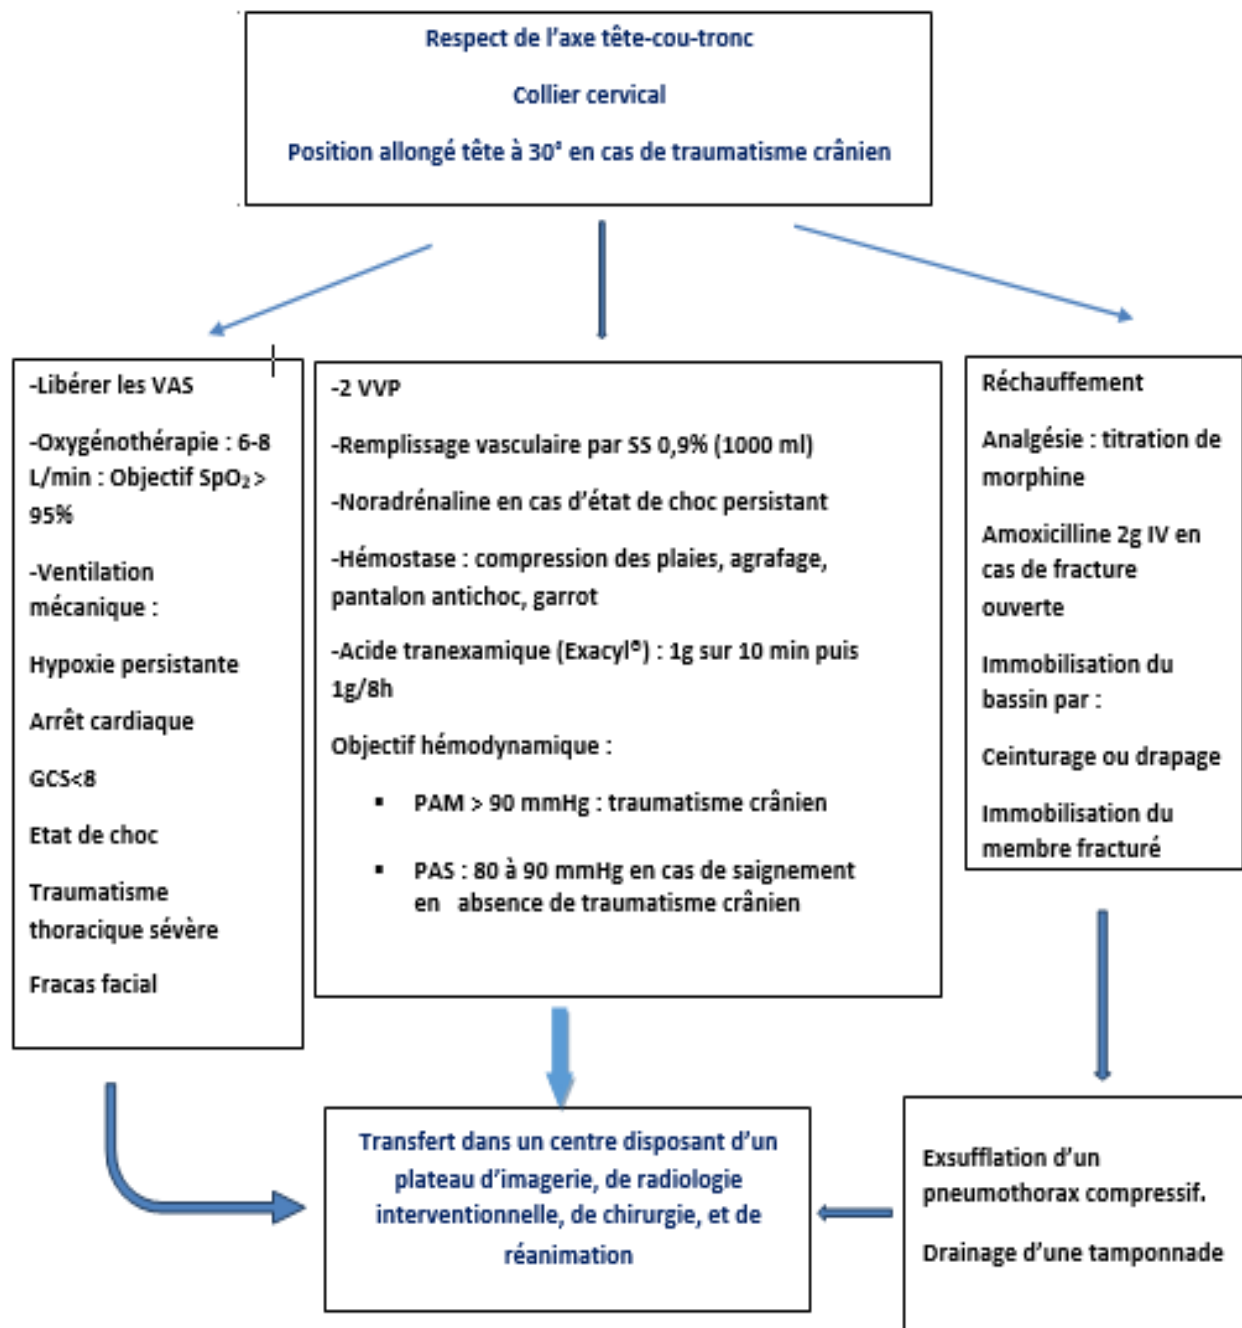 Respect de l'axe tête-cou-tronc
Collier cervical
Position allongé tête à 30° en cas de traumatisme crânien
-Libérer les VAS
-Oxygénothérapie : 6-8
L/min : Objectif SpO₂ >
95%
-Ventilation
mécanique :
Hypoxie persistante
Arrêt cardiaque
GCS<8
Etat de choc
Traumatisme
thoracique sévère
Fracas facial
-2 VVP
-Remplissage vasculaire par SS 0,9% (1000 ml)
-Noradrénaline en cas d'état de choc persistant
-Hémostase : compression des plaies, agrafage,
pantalon antichoc, garrot
-Acide tranexamique (Exacyl®) : 1g sur 10 min puis
1g/8h
Objectif hémodynamique :
▪ PAM > 90 mmHg : traumatisme crânien
▪ PAS : 80 à 90 mmHg en cas de saignement
en absence de traumatisme crânien
Réchauffement
Analgésie : titration de
morphine
Amoxicilline 2g IV en
cas de fracture
ouverte
Immobilisation du
bassin par :
Ceinturage ou drapage
Immobilisation du
membre fracturé
Transfert dans un centre disposant d'un
plateau d'imagerie, de radiologie
interventionnelle, de chirurgie, et de
réanimation
Exsufflation d'un
pneumothorax compressif.
Drainage d'une tamponnade